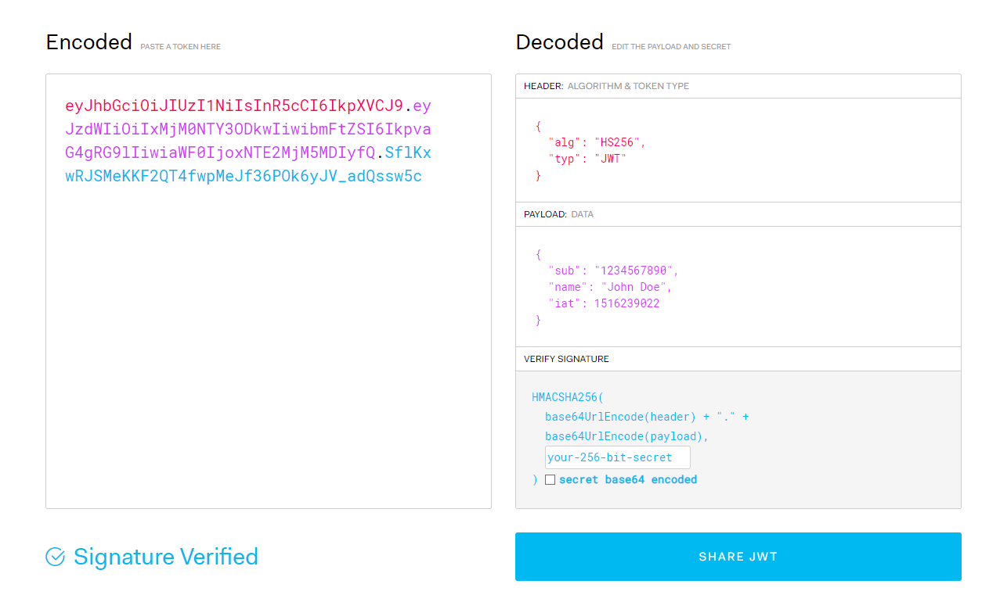 Encoded PASTE A TOKEN HERE
eyJhbGciOiJIUzI1NiIsInR5cCI6IkpXVCJ9.ey
JzdWIiOiIxMjM0NTY3ODkwIiwibmFtZSI6Ikpva
G4gRG9lIiwiaWF0IjoxNTE2MjM5MDIyfQ.SflKx
wRJSMeKKF2QT4fwpMeJf36POk6yJV_adQssw5c
Signature Verified
Decoded EDIT THE PAYLOAD AND SECRET
HEADER: ALGORITHM & TOKEN TYPE
{
"alg": "HS256",
"typ": "JWT"
}
PAYLOAD: DATA
{
"sub": "1234567890",
"name": "John Doe",
"iat": 1516239022
}
VERIFY SIGNATURE
HMACSHA256(
base64UrlEncode(header) + "." +
base64UrlEncode(payload),
your-256-bit-secret
) secret base64 encoded
SHARE JWT